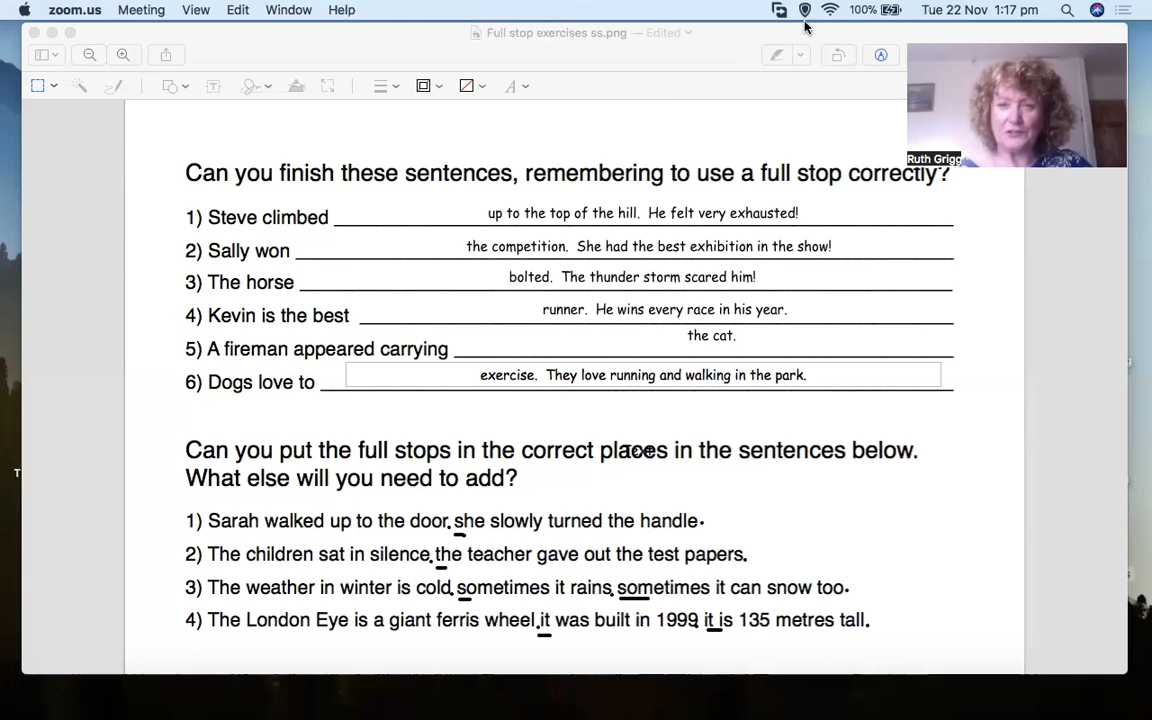 zoom.us Meeting View Edit Window Help 100% Tue 22 Nov 1:17 pm
Full stop exercises ss.png — Edited
Ruth Grigg
Can you finish these sentences, remembering to use a full stop correctly?
1) Steve climbed up to the top of the hill. He felt very exhausted!
2) Sally won the competition. She had the best exhibition in the show!
3) The horse bolted. The thunder storm scared him!
4) Kevin is the best runner. He wins every race in his year.
5) A fireman appeared carrying the cat.
6) Dogs love to exercise. They love running and walking in the park.
Can you put the full stops in the correct places in the sentences below.
What else will you need to add?
1) Sarah walked up to the door. she slowly turned the handle.
2) The children sat in silence. the teacher gave out the test papers.
3) The weather in winter is cold. sometimes it rains. sometimes it can snow too.
4) The London Eye is a giant ferris wheel. it was built in 1999. it is 135 metres tall.